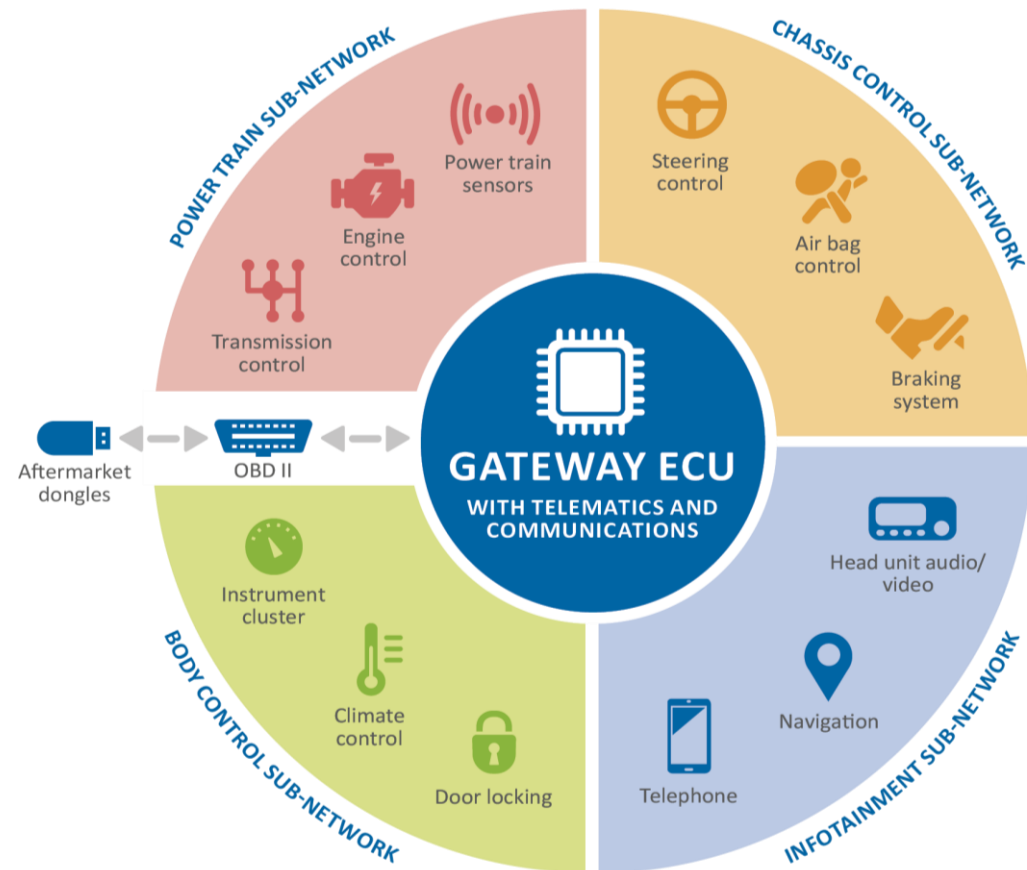 POWER TRAIN SUB-NETWORK
Power train
sensors
Engine
control
Transmission
control
CHASSIS CONTROL SUB-NETWORK
Steering
control
Air bag
control
Braking
system
Aftermarket
dongles
OBD II
GATEWAY ECU
WITH TELEMATICS AND
COMMUNICATIONS
Instrument
cluster
Climate
control
Door locking
BODY CONTROL SUB-NETWORK
Head unit audio/
video
Navigation
Telephone
INFOTAINMENT SUB-NETWORK